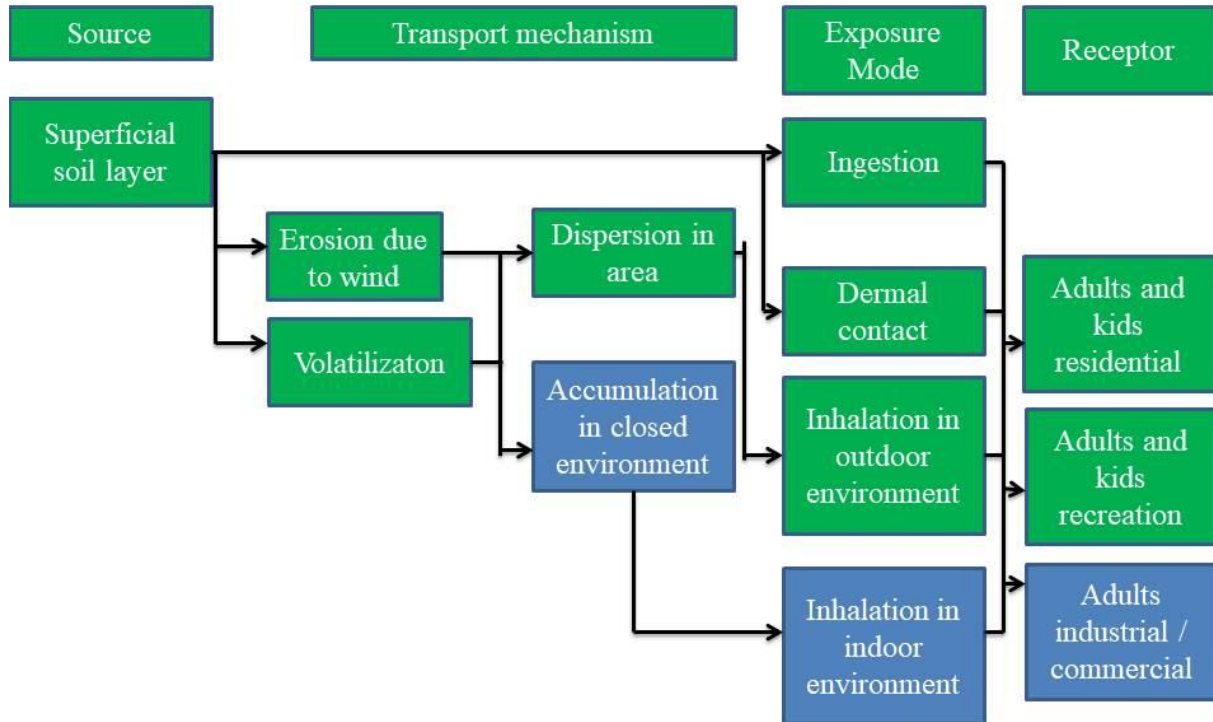 Source
Transport mechanism
Exposure
Mode
Receptor
Superficial
soil layer
Ingestion
Erosion due
to wind
Dispersion in
area
Dermal
contact
Adults and
kids
residential
Volatilizaton
Accumulation
in closed
environment
Inhalation in
outdoor
environment
Adults and
kids
recreation
Inhalation in
indoor
environment
Adults
industrial /
commercial